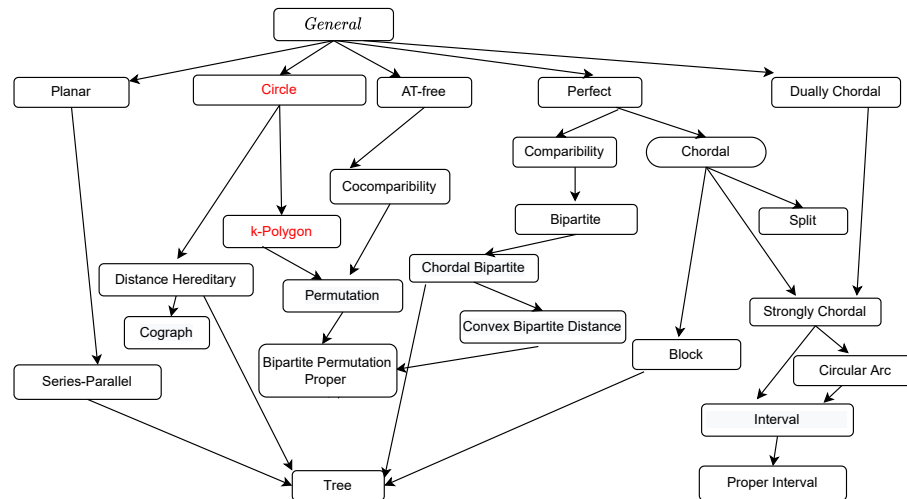 General
Planar
Circle
AT-free
Perfect
Dually Chordal
Comparibility
Chordal
Cocomparibility
Bipartite
Split
k-Polygon
Distance Hereditary
Chordal Bipartite
Permutation
Strongly Chordal
Cograph
Convex Bipartite Distance
Block
Bipartite Permutation
Proper
Series-Parallel
Circular Arc
Interval
Tree
Proper Interval